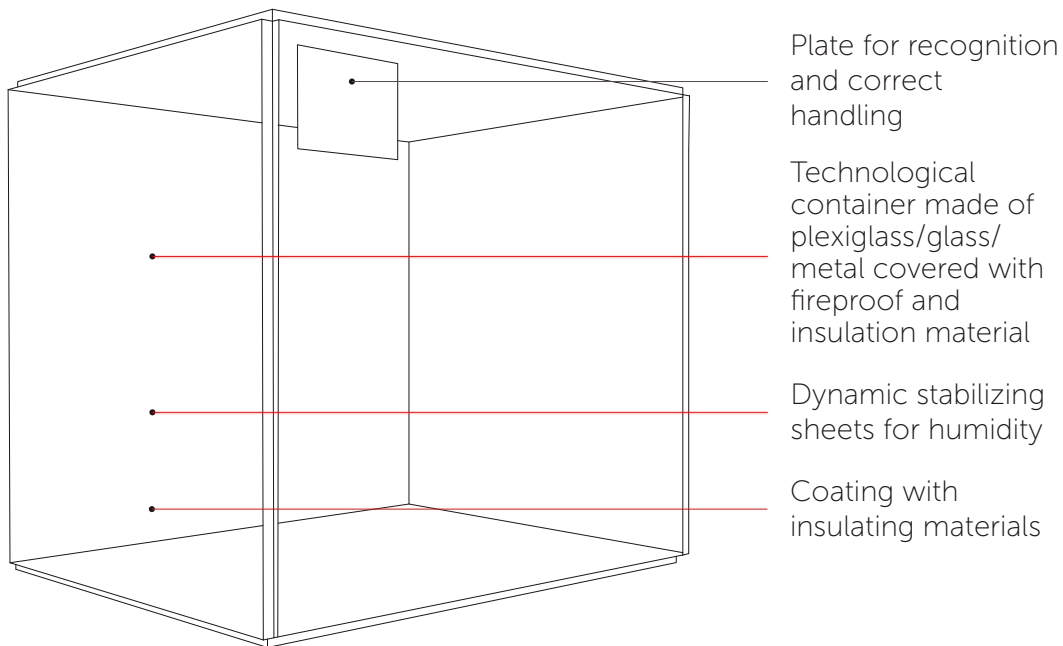 Plate for recognition
and correct
handling
Technological
container made of
plexiglass/glass/
metal covered with
fireproof and
insulation material
Dynamic stabilizing
sheets for humidity
Coating with
insulating materials